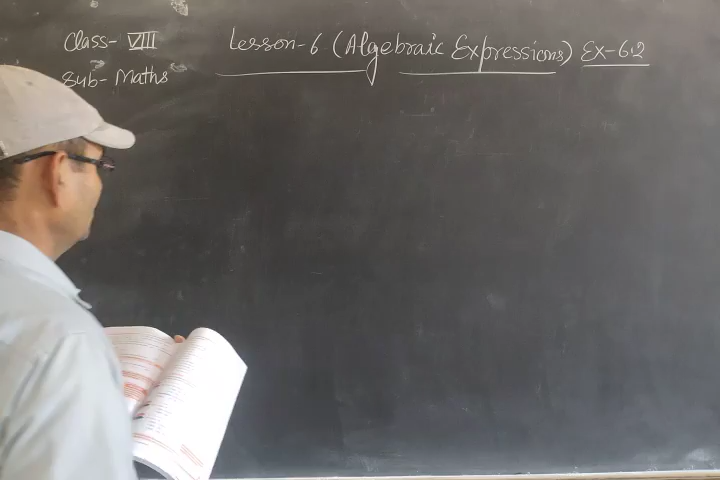 Class- VIII
Lesson-6 (Algebraic Expressions) Ex-6.2
Sub- Maths